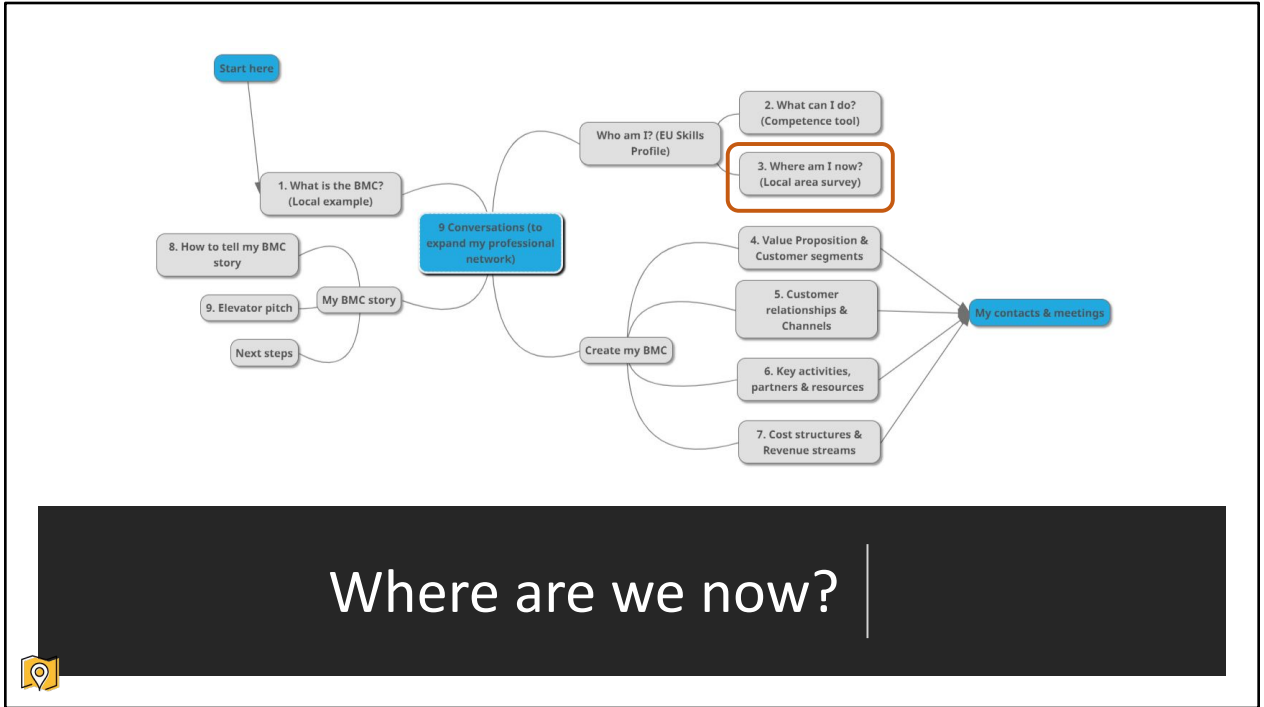 Start here
1. What is the BMC?
(Local example)
8. How to tell my BMC
story
9. Elevator pitch
My BMC story
Next steps
9 Conversations (to
expand my professional
network)
Who am I? (EU Skills
Profile)
2. What can I do?
(Competence tool)
3. Where am I now?
(Local area survey)
Create my BMC
4. Value Proposition &
Customer segments
5. Customer
relationships &
Channels
6. Key activities,
partners & resources
7. Cost structures &
Revenue streams
My contacts & meetings
Where are we now?